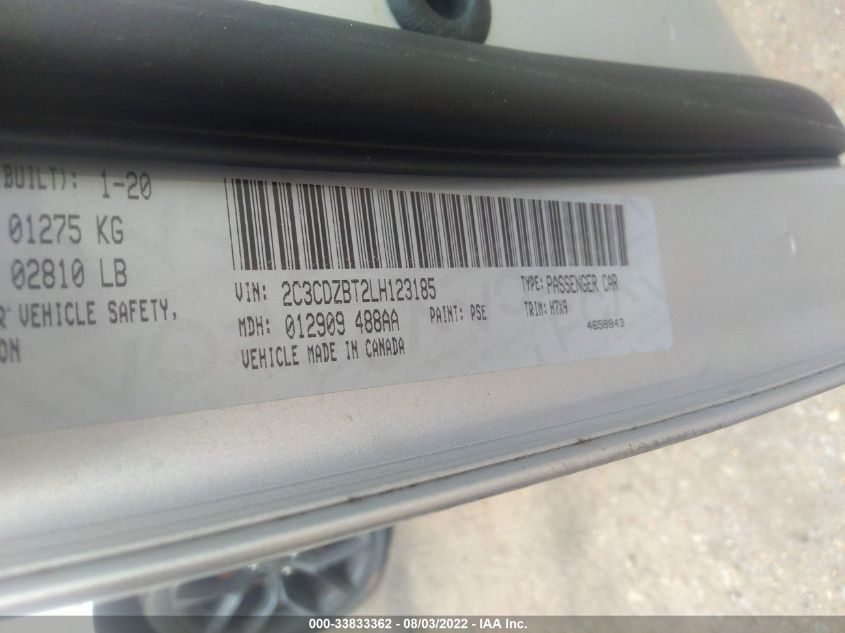 BUILT): 1-20
01275 KG
02810 LB
R VEHICLE SAFETY,
ON
VIN: 2C3CDZBT2LH123185
TYPE: PASSENGER CAR
MDH: 012909 488AA
PAINT: PSE
TRIM: H7X9
VEHICLE MADE IN CANADA
4658843
000-33833362 - 08/03/2022 - IAA Inc.